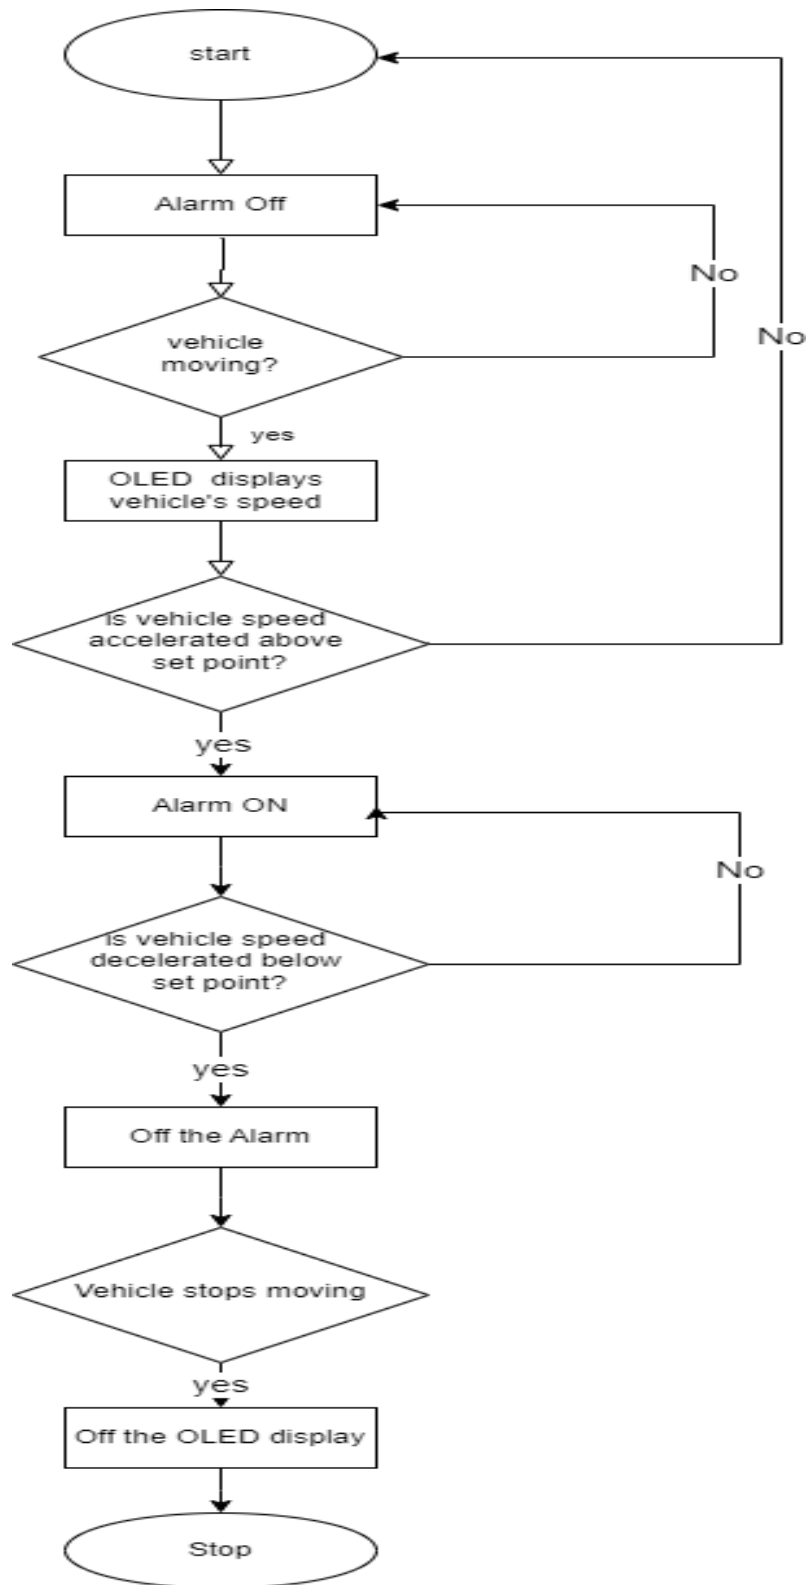 start
Alarm Off
No
vehicle
moving?
No
yes
OLED displays
vehicle's speed
Is vehicle speed
accelerated above
set point?
yes
Alarm ON
No
Is vehicle speed
decelerated below
set point?
yes
Off the Alarm
Vehicle stops moving
yes
Off the OLED display
Stop